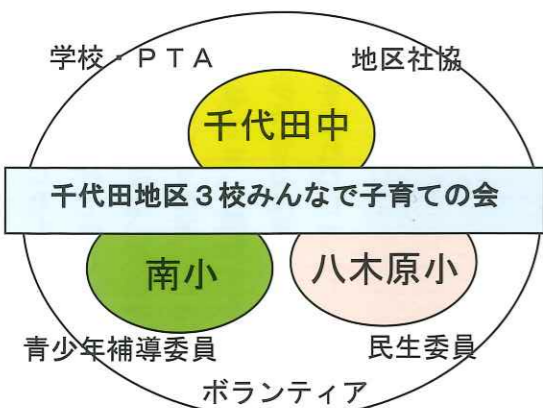 学校・ＰＴＡ
地区社協
千代田中
千代田地区３校みんなで子育ての会
南小
八木原小
青少年補導委員
民生委員
ボランティア